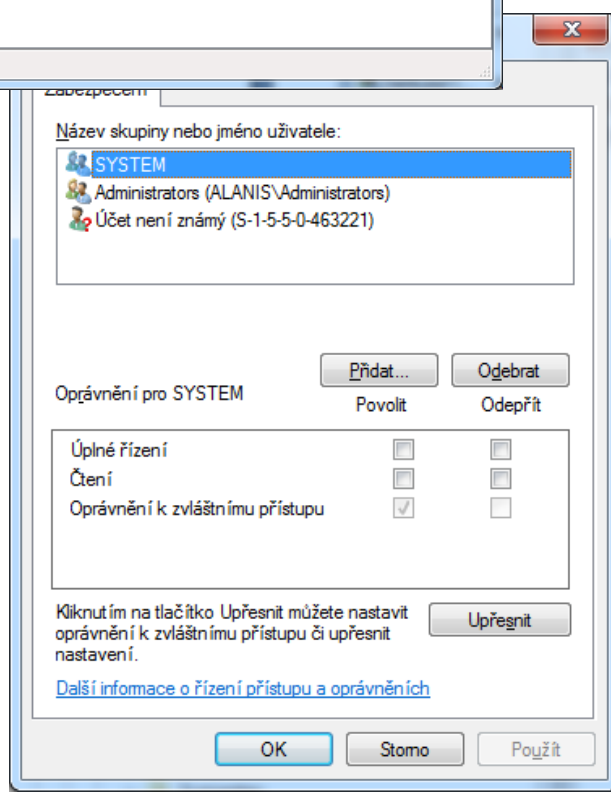 Zabezpečení
Název skupiny nebo jméno uživatele:
SYSTEM
Administrators (ALANIS\Administrators)
Účet není známý (S-1-5-5-0-463221)
Přidat...
Odebrat
Oprávnění pro SYSTEM
Povolit
Odepřít
Úplné řízení
Čtení
Oprávnění k zvláštnímu přístupu
Kliknutím na tlačítko Upřesnit můžete nastavit
oprávnění k zvláštnímu přístupu či upřesnit
nastavení.
Upřesnit
Další informace o řízení přístupu a oprávněních
OK
Storno
Použít